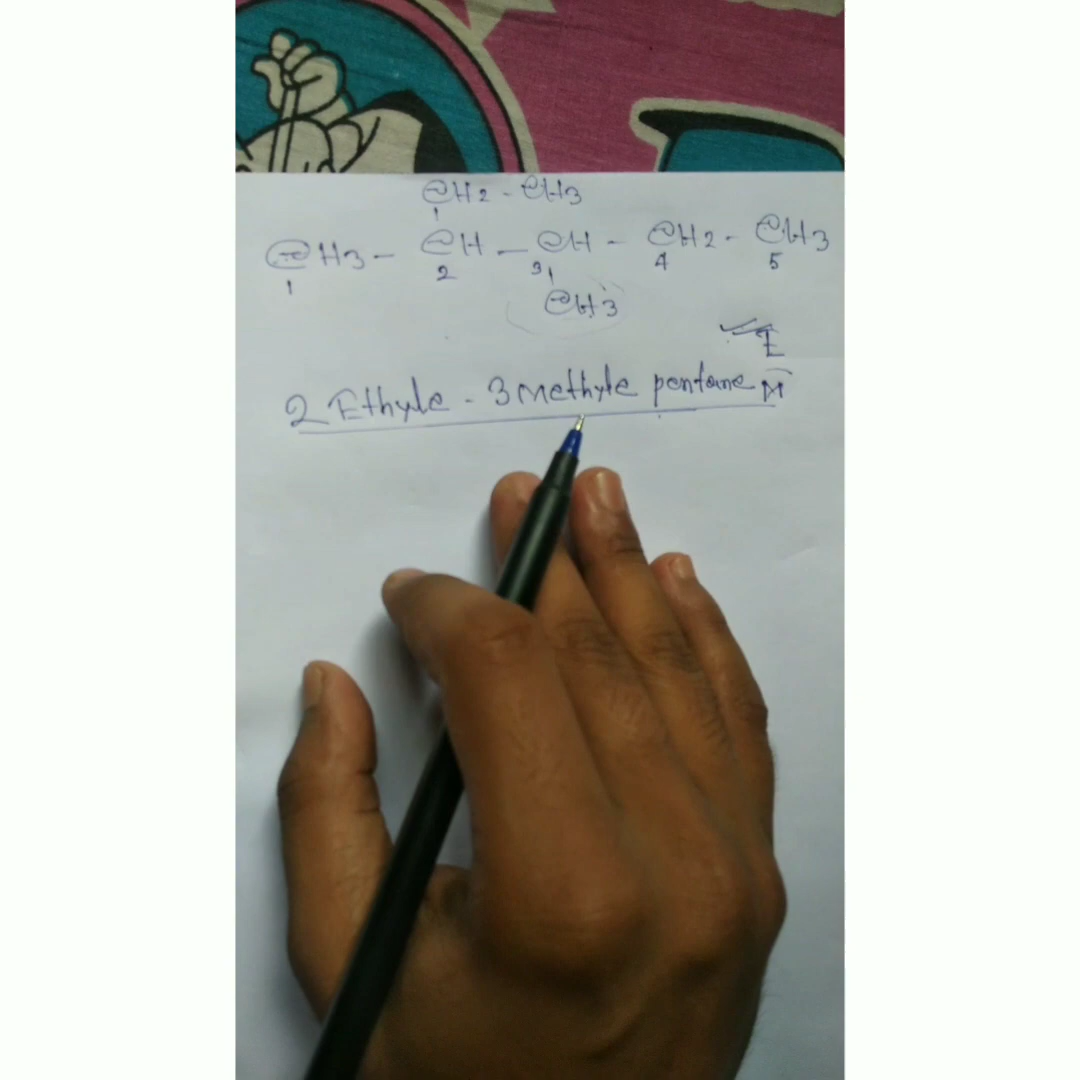 CH2 - CH3
CH3 - CH - CH - CH2 - CH3
1 2 3 4 5
CH3
E
2 Ethyle - 3 Methyle pentane M